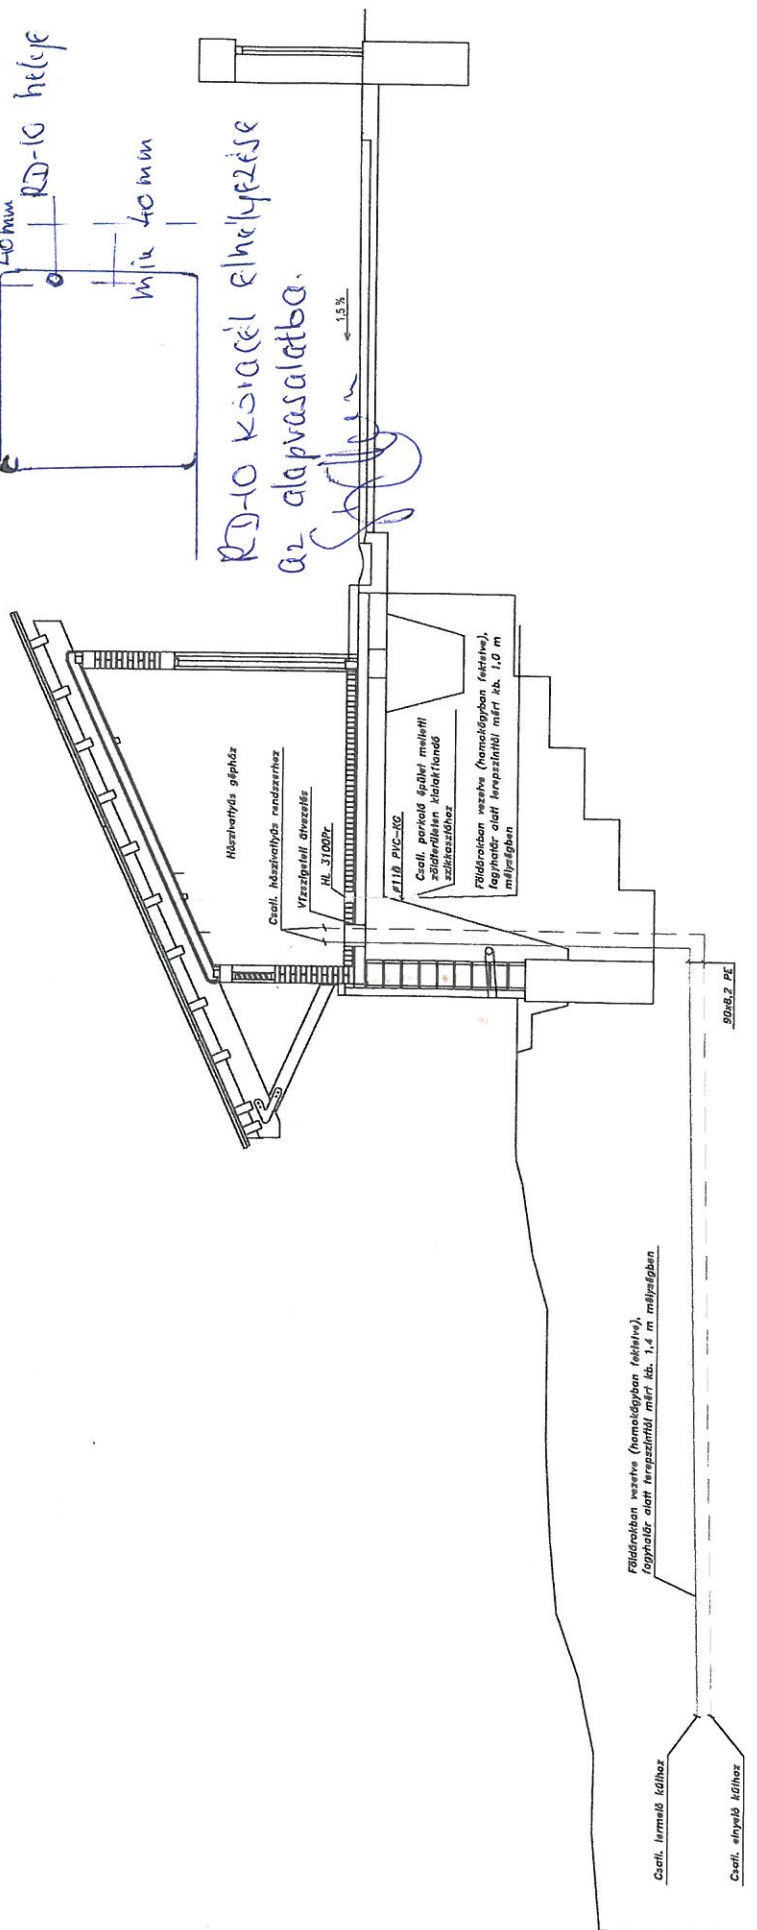 40mm
RD-10 helye
min 40mm
RD-10 Köracél elhelyezése
az alapvasalatba.
1,5%
Hőszivattyús gépház
Csatl. hőszivattyús rendszerhez
Vízszigetelt átvezetés
HL 3100Pr
ø110 PVC-KG
Csatl. parkoló épület melletti
zöldterületen kialakítandó
szikkasztóhoz
Földárokban vezetve (homokágyban fektetve),
fagyhatár alatt terepszinttől mért kb. 1,0 m
mélységben
90x8,2 PE
Földárokban vezetve (homokágyban fektetve),
fagyhatár alatt terepszinttől mért kb. 1,4 m mélységben
Csatl. termelő kúthoz
Csatl. elnyelő kúthoz